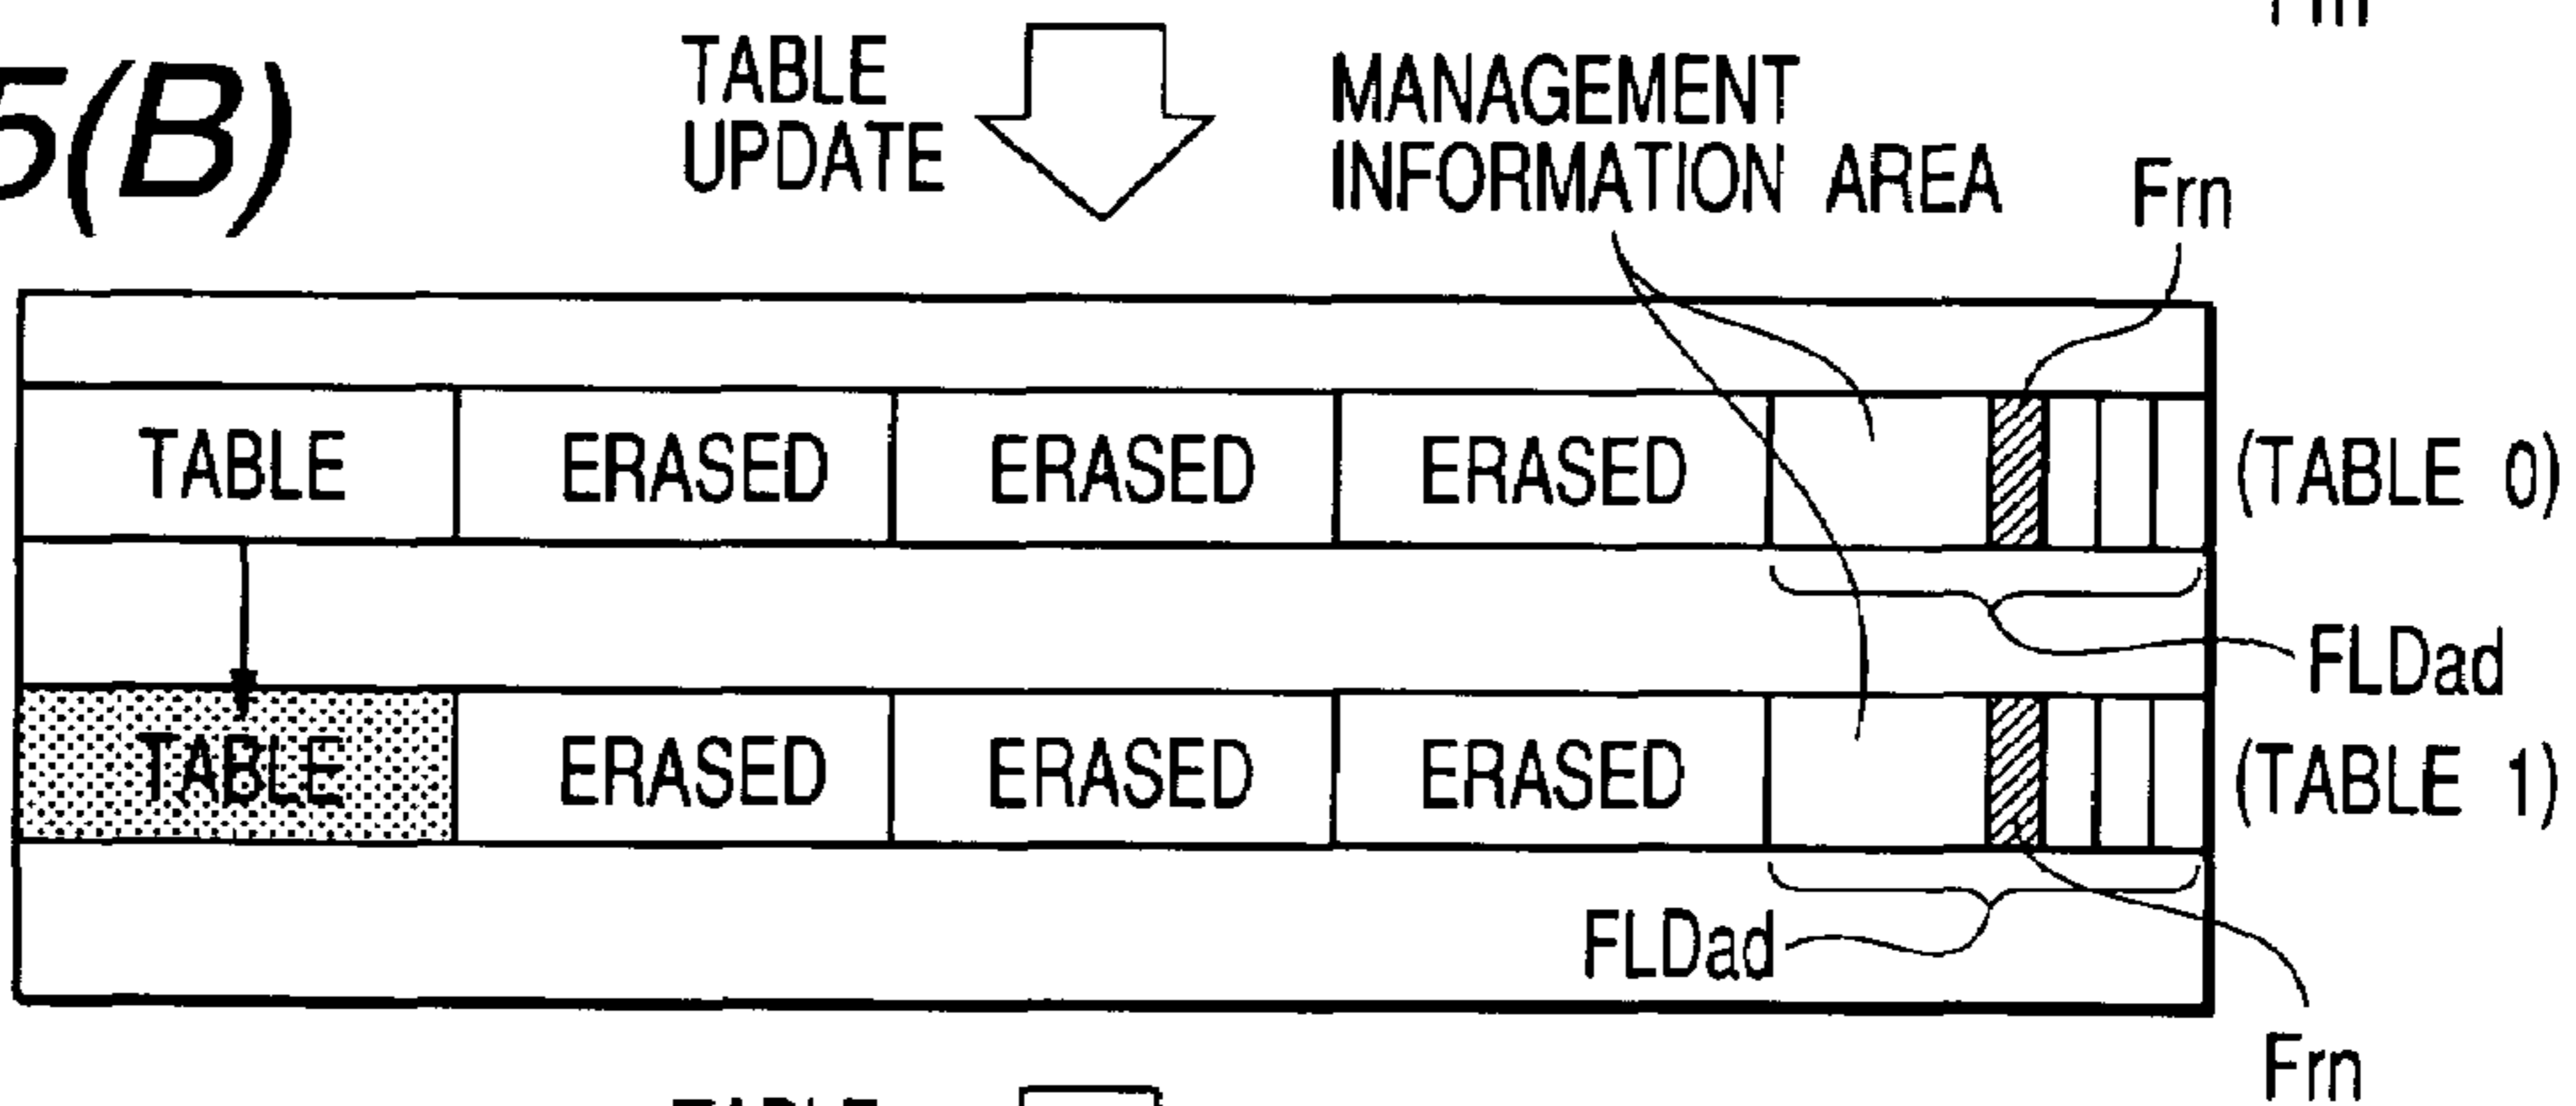 5(B)
TABLE
UPDATE
MANAGEMENT
INFORMATION AREA
Frn
TABLE ERASED ERASED ERASED (TABLE 0)
FLDad
TABLE ERASED ERASED ERASED (TABLE 1)
FLDad
Frn